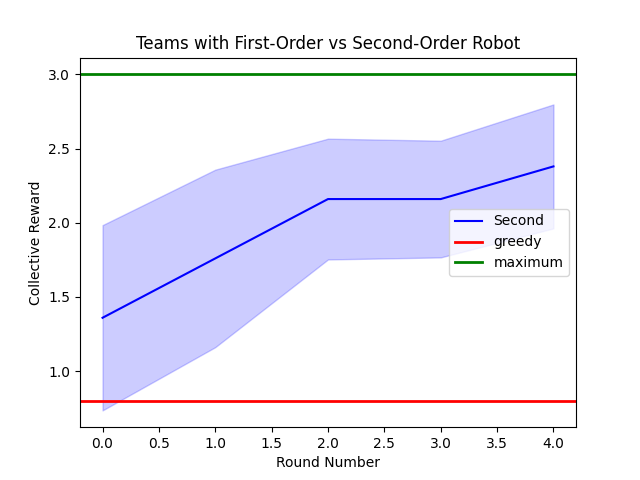 Teams with First-Order vs Second-Order Robot
Collective Reward
3.0
2.5
2.0
1.5
1.0
Second
greedy
maximum
0.0 0.5 1.0 1.5 2.0 2.5 3.0 3.5 4.0
Round Number